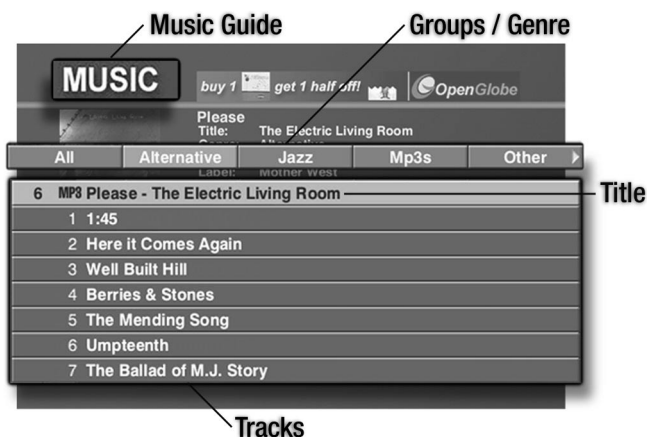 Music Guide
Groups / Genre
MUSIC
buy 1 get 1 half off!
OpenGlobe
Please
Title: The Electric Living Room
All Alternative Jazz Mp3s Other
Label: Mother West
6 MP3 Please - The Electric Living Room
Title
1 1:45
2 Here it Comes Again
3 Well Built Hill
4 Berries & Stones
5 The Mending Song
6 Umpteenth
7 The Ballad of M.J. Story
Tracks